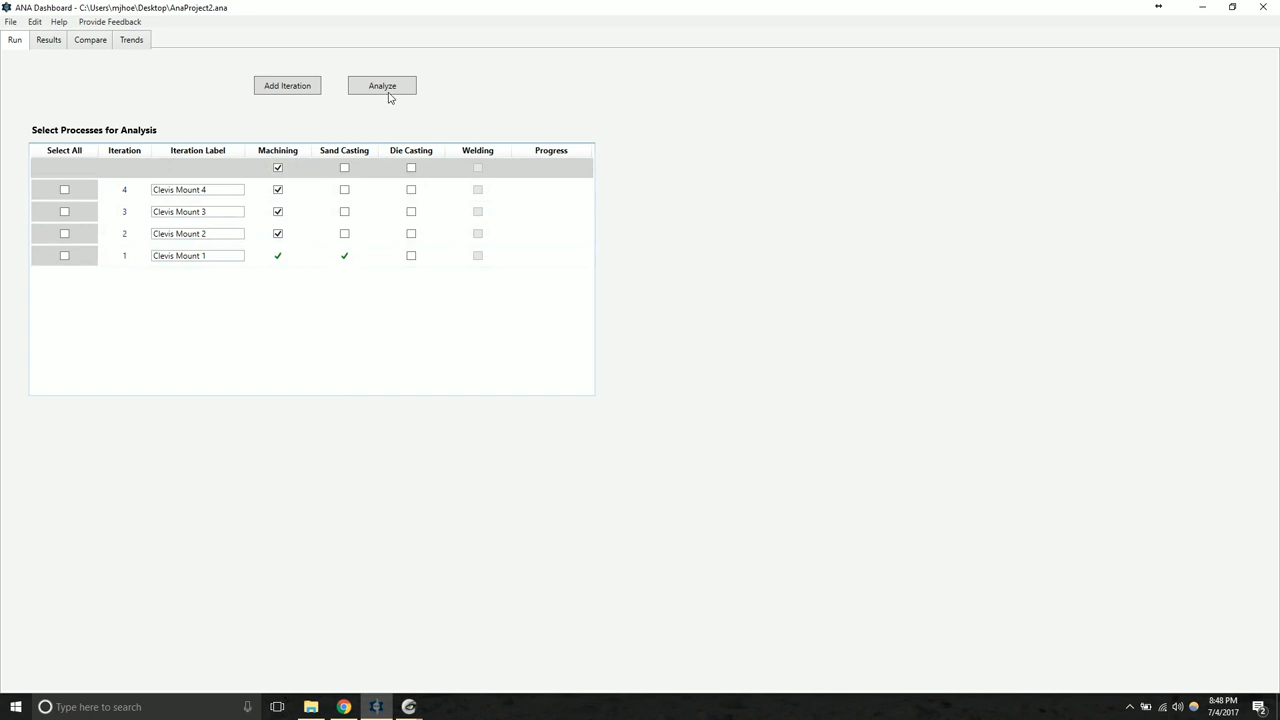 ANA Dashboard - C:\Users\mjhoe\Desktop\AnaProject2.ana
File Edit Help Provide Feedback
Run Results Compare Trends
Add Iteration Analyze
Select Processes for Analysis
Select All Iteration Iteration Label Machining Sand Casting Die Casting Welding Progress
4 Clevis Mount 4
3 Clevis Mount 3
2 Clevis Mount 2
1 Clevis Mount 1
Type here to search
8:48 PM
7/4/2017
2